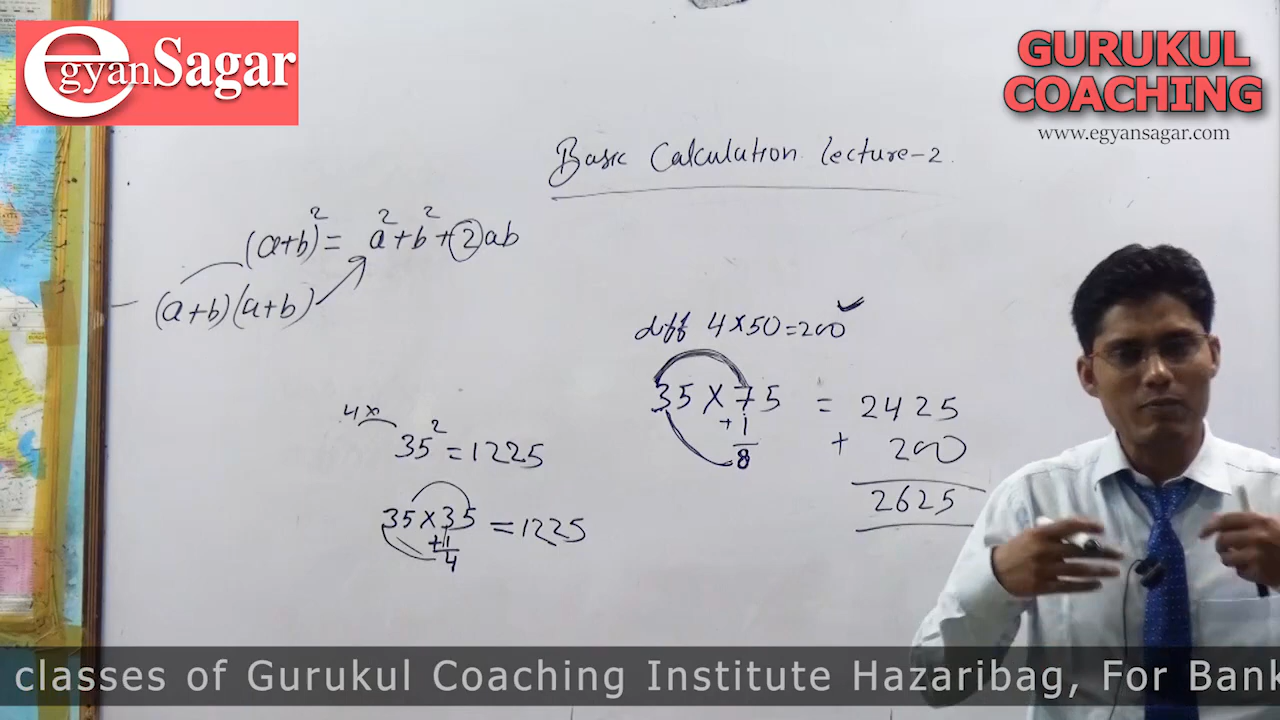 egyanSagar
GURUKUL
COACHING
www.egyansagar.com
Basic Calculation Lecture-2.
(a+b)² = a²+b²+2ab
(a+b)(a+b)
diff 4×50=200
35×75 = 2425
+1
8
+ 200
2625
4×
35² = 1225
35×35 = 1225
+1
4
classes of Gurukul Coaching Institute Hazaribag, For Bank